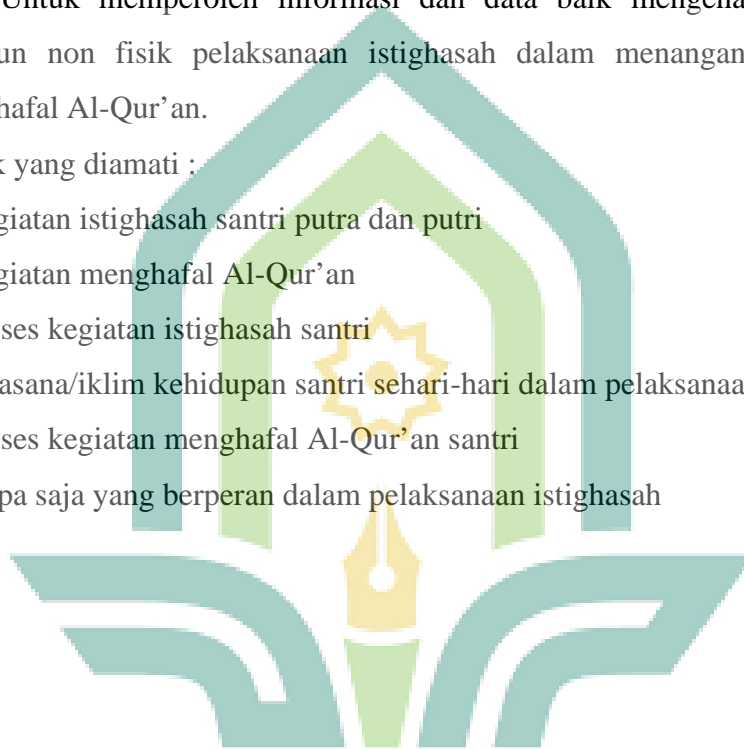 Untuk memperoleh informasi dan data baik mengena
un non fisik pelaksanaan istighasah dalam menangan
hafal Al-Qur’an.
k yang diamati :
giatan istighasah santri putra dan putri
giatan menghafal Al-Qur’an
ses kegiatan istighasah santri
asana/iklim kehidupan santri sehari-hari dalam pelaksanaa
ses kegiatan menghafal Al-Qur’an santri
pa saja yang berperan dalam pelaksanaan istighasah